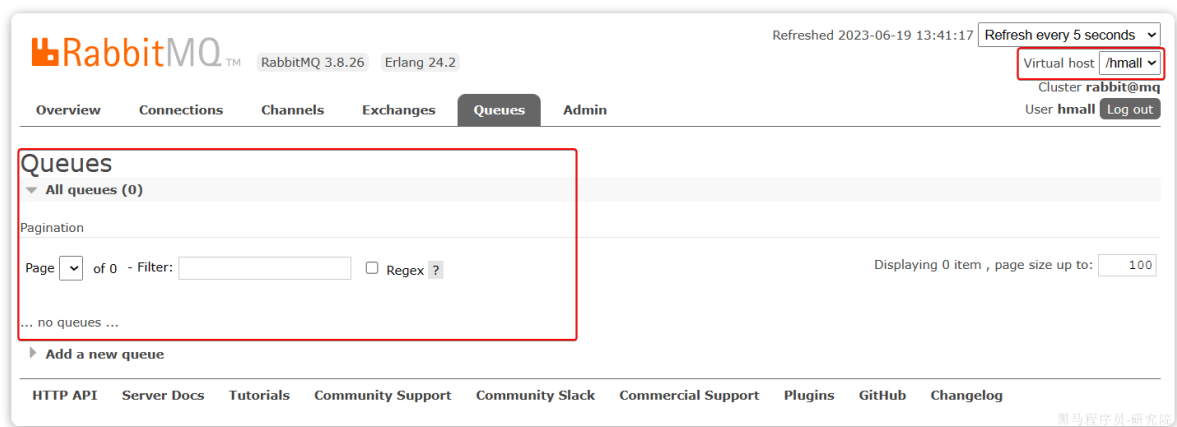 RabbitMQ TM RabbitMQ 3.8.26 Erlang 24.2
Refreshed 2023-06-19 13:41:17 Refresh every 5 seconds
Virtual host /hmall
Cluster rabbit@mq
User hmall Log out
Overview Connections Channels Exchanges Queues Admin
Queues
All queues (0)
Pagination
Page of 0 - Filter: Regex ? Displaying 0 item , page size up to: 100
... no queues ...
Add a new queue
HTTP API Server Docs Tutorials Community Support Community Slack Commercial Support Plugins GitHub Changelog
黑马程序员-研究院